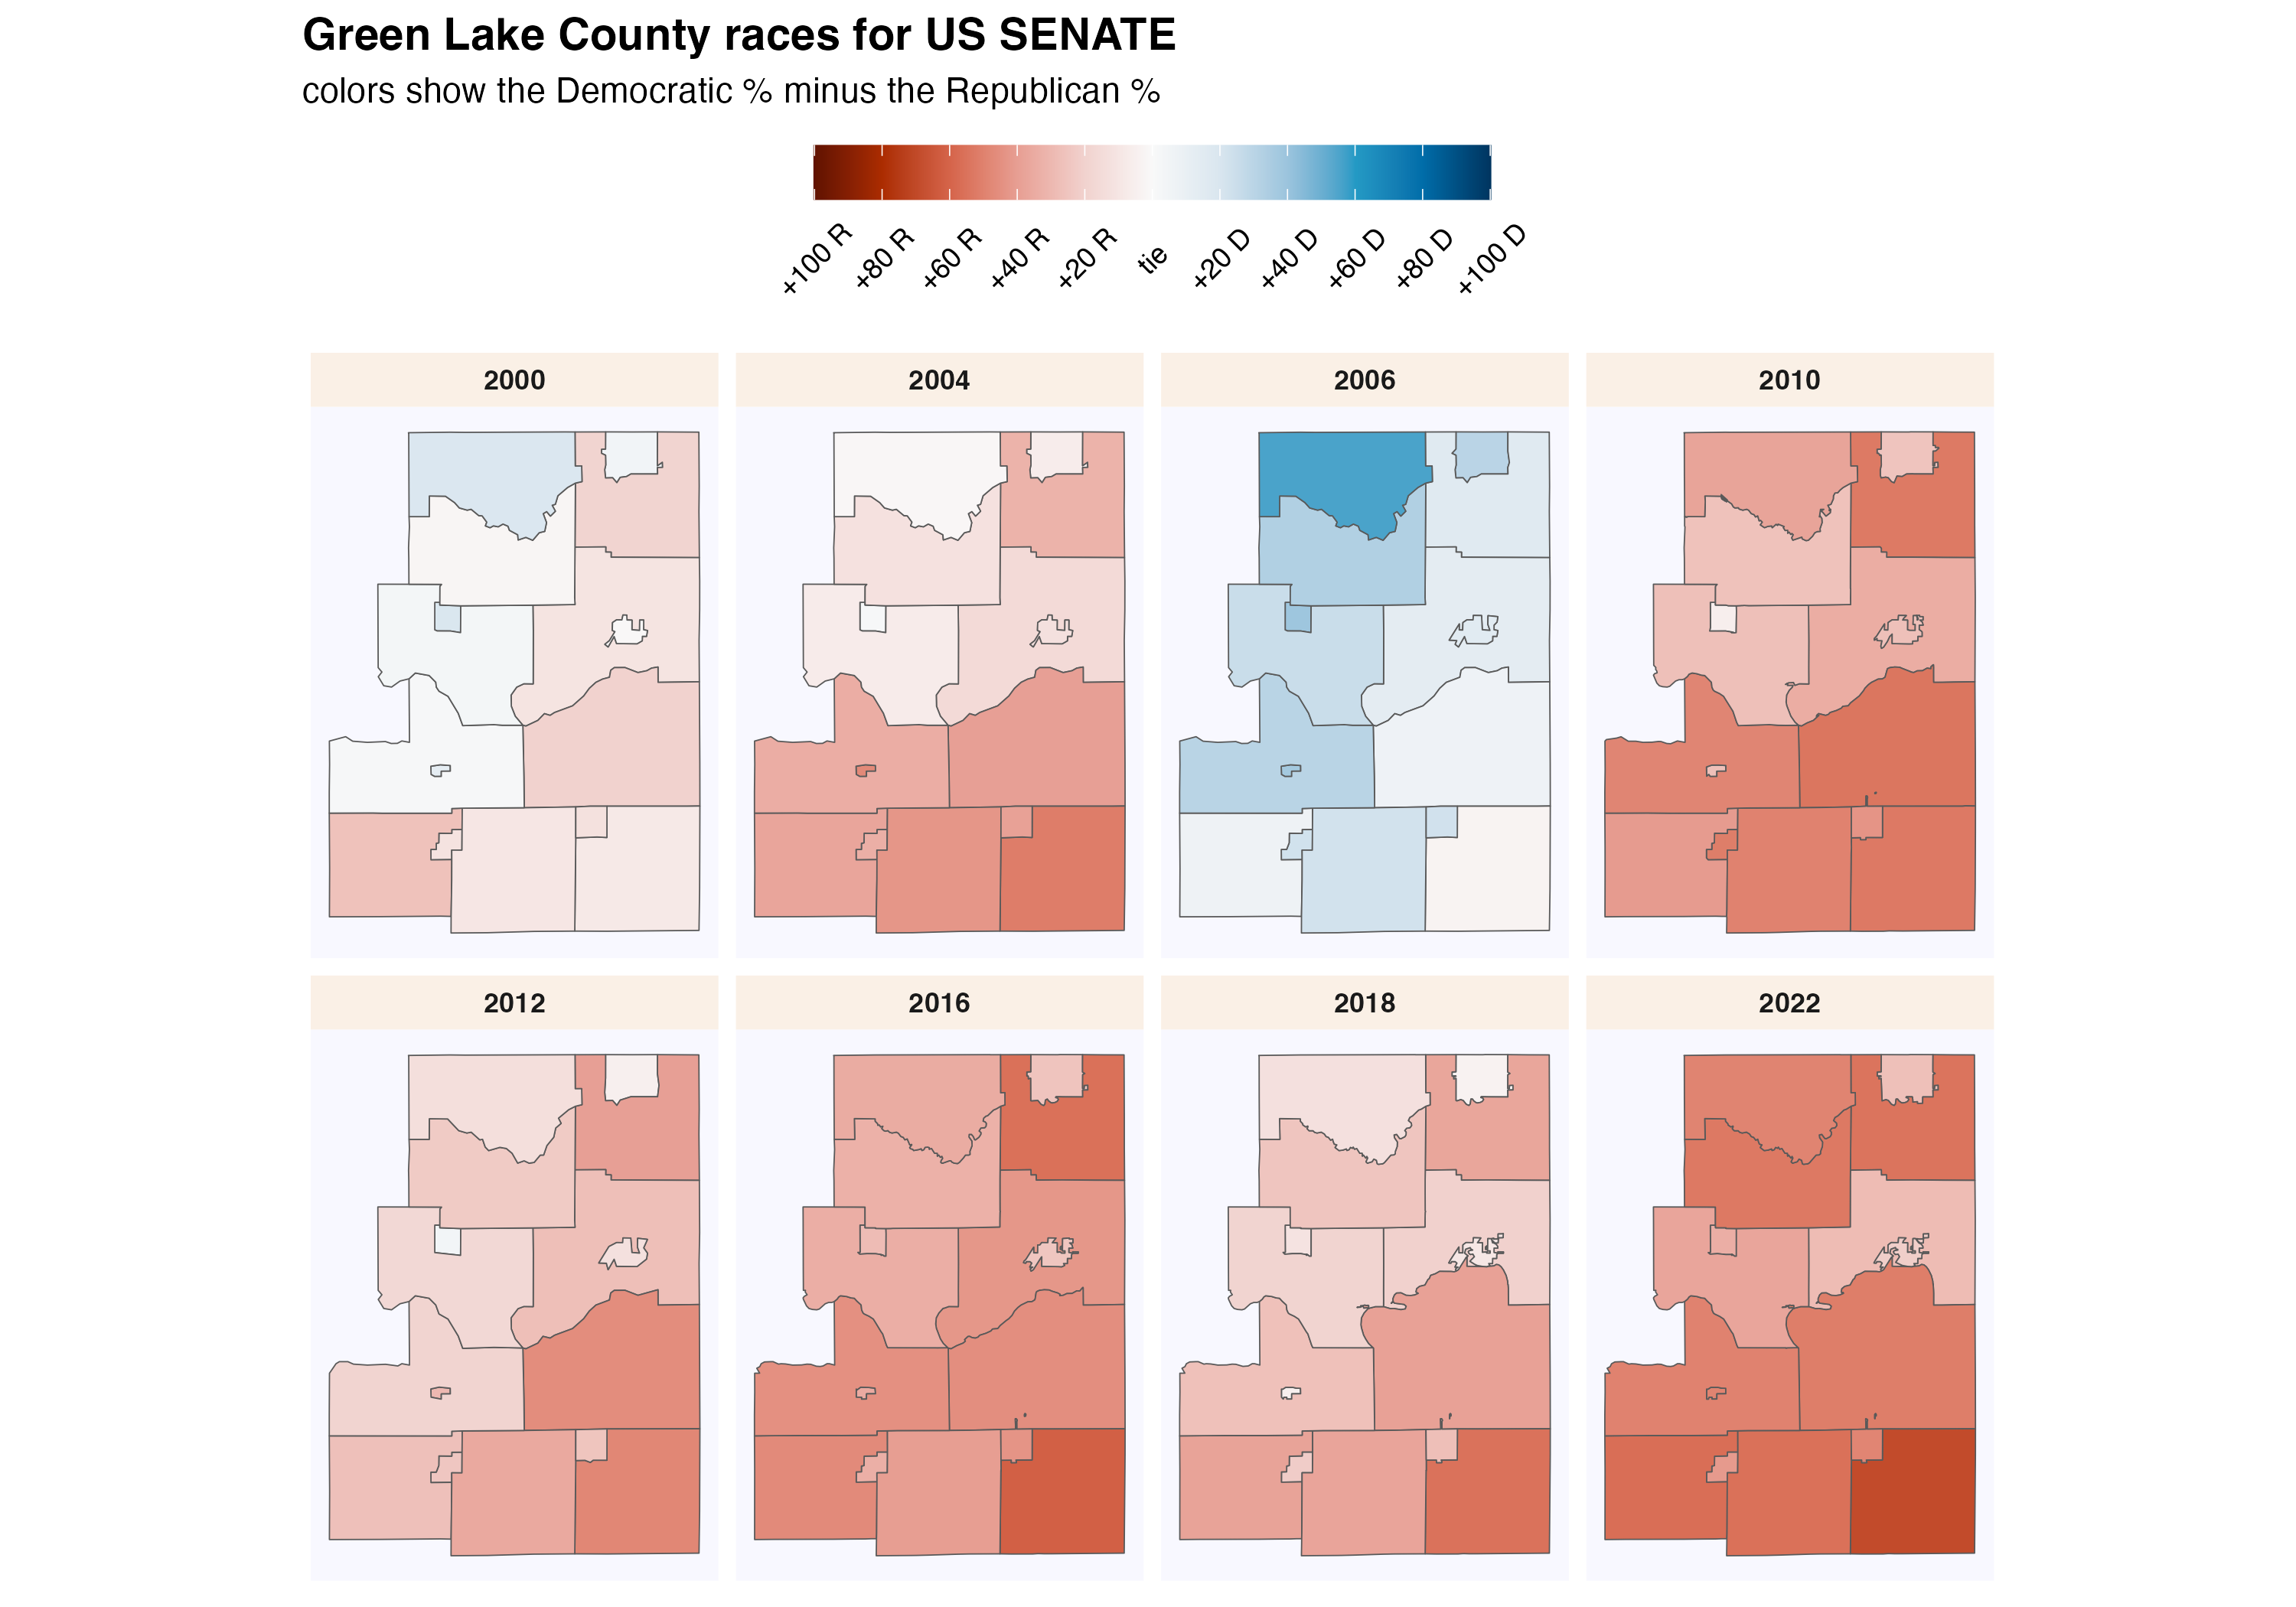 Green Lake County races for US SENATE
colors show the Democratic % minus the Republican %
+100 R
+80 R
+60 R
+40 R
+20 R
tie
+20 D
+40 D
+60 D
+80 D
+100 D
2000
2004
2006
2010
2012
2016
2018
2022